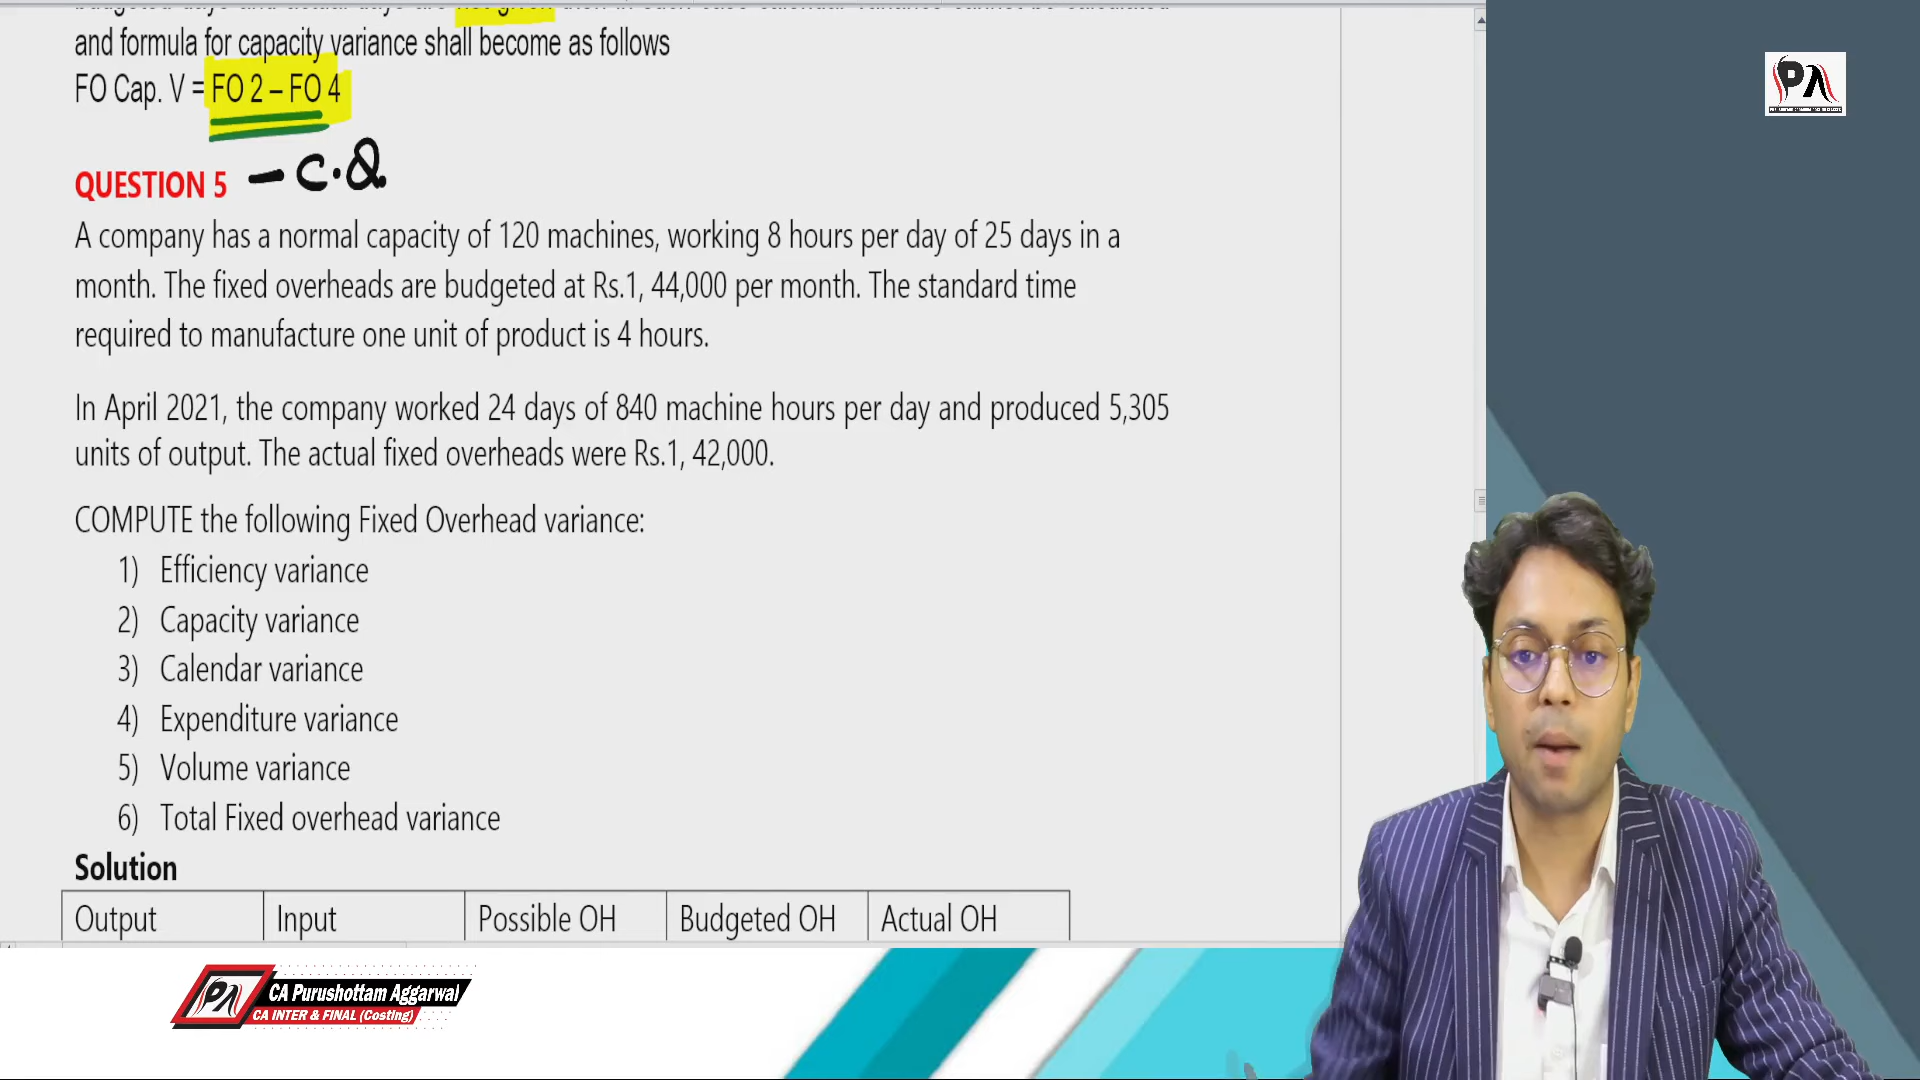 and formula for capacity variance shall become as follows
FO Cap. V = FO 2 – FO 4
QUESTION 5 – C.Q.
A company has a normal capacity of 120 machines, working 8 hours per day of 25 days in a
month. The fixed overheads are budgeted at Rs.1, 44,000 per month. The standard time
required to manufacture one unit of product is 4 hours.
In April 2021, the company worked 24 days of 840 machine hours per day and produced 5,305
units of output. The actual fixed overheads were Rs.1, 42,000.
COMPUTE the following Fixed Overhead variance:
1) Efficiency variance
2) Capacity variance
3) Calendar variance
4) Expenditure variance
5) Volume variance
6) Total Fixed overhead variance
Solution
Output Input Possible OH Budgeted OH Actual OH
PA
PA
CA Purushottam Aggarwal
CA INTER & FINAL (Costing)